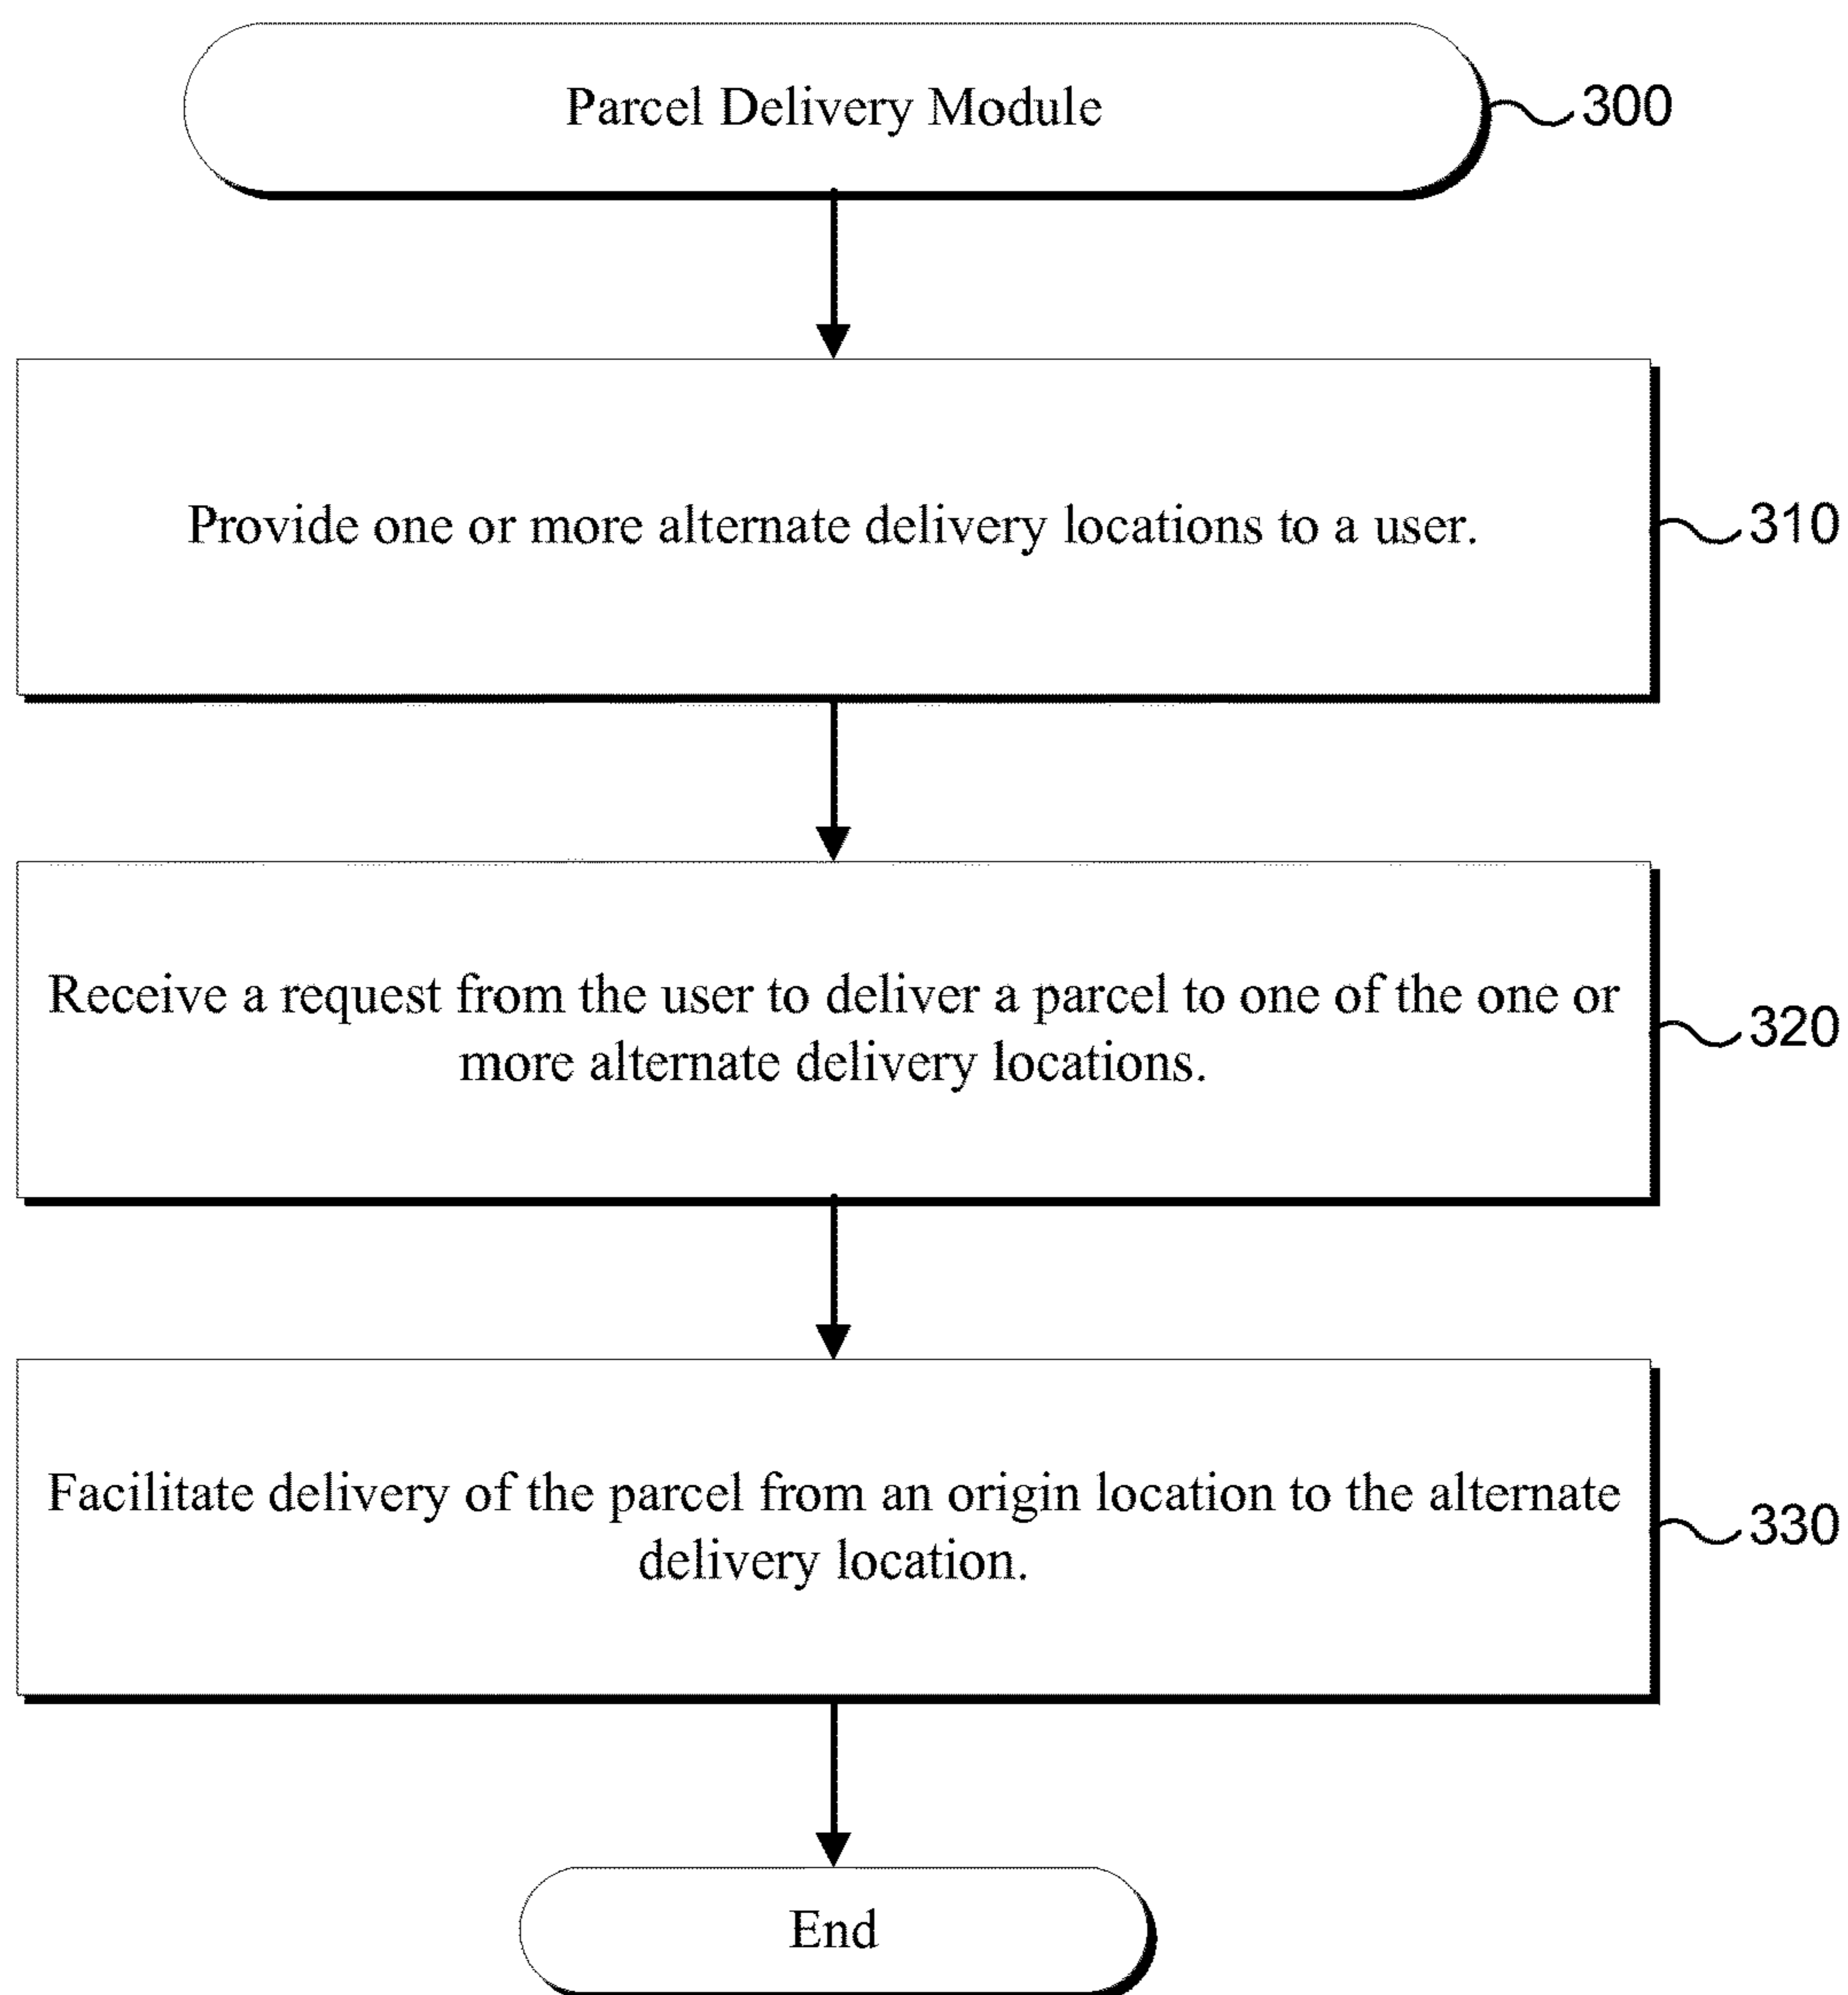 Parcel Delivery Module
300
Provide one or more alternate delivery locations to a user.
310
Receive a request from the user to deliver a parcel to one of the one or
more alternate delivery locations.
320
Facilitate delivery of the parcel from an origin location to the alternate
delivery location.
330
End